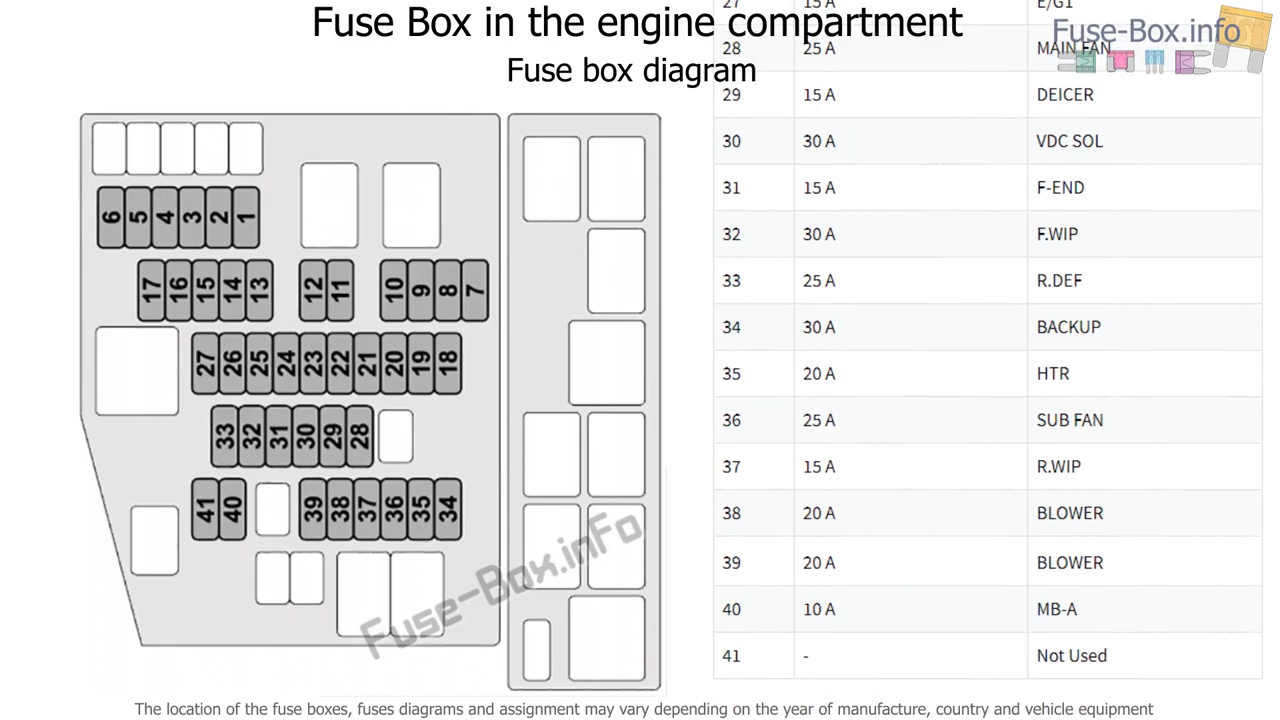 Fuse Box in the engine compartment
Fuse box diagram
Fuse-Box.info
6 5 4 3 2 1
17 16 15 14 13 12 11 10 9 8 7
27 26 25 24 23 22 21 20 19 18
33 32 31 30 29 28
41 40 39 38 37 36 35 34
Fuse-Box.info
27 15 A E/G1
28 25 A MAIN FAN
29 15 A DEICER
30 30 A VDC SOL
31 15 A F-END
32 30 A F.WIP
33 25 A R.DEF
34 30 A BACKUP
35 20 A HTR
36 25 A SUB FAN
37 15 A R.WIP
38 20 A BLOWER
39 20 A BLOWER
40 10 A MB-A
41 - Not Used
The location of the fuse boxes, fuses diagrams and assignment may vary depending on the year of manufacture, country and vehicle equipment